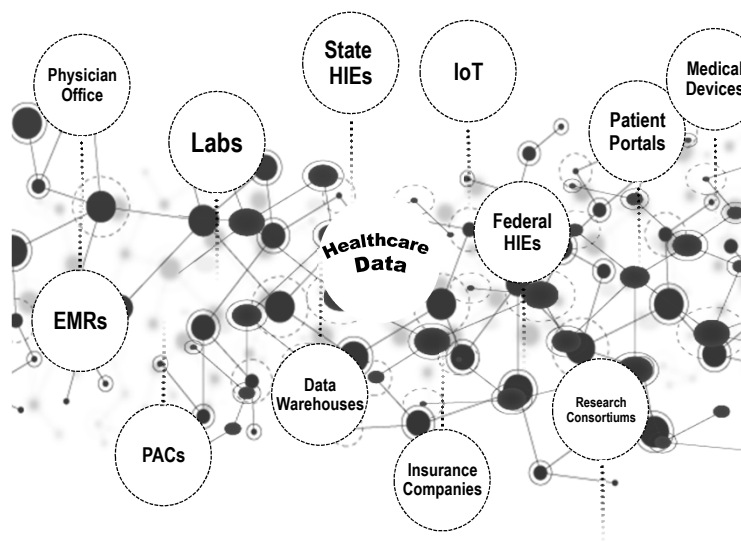 Physician
Office
Labs
State
HIEs
IoT
Patient
Portals
Medical
Devices
Healthcare
Data
Federal
HIEs
EMRs
PACs
Data
Warehouses
Insurance
Companies
Research
Consortiums